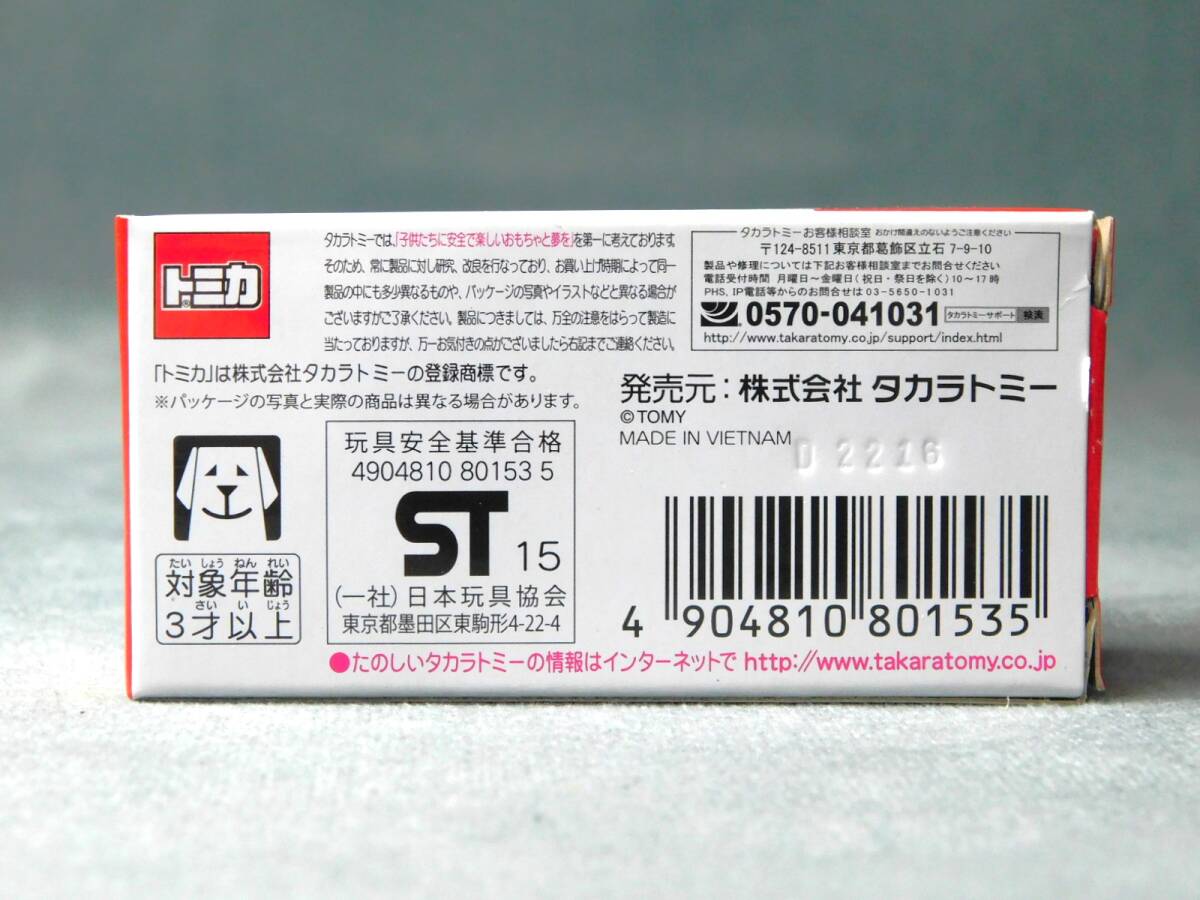 トミカ
®
タカラトミーでは、「子供たちに安全で楽しいおもちゃと夢を」を第一に考えております。
そのため、常に製品に対し研究、改良を行なっており、お買い上げ時期によって同一
製品の中にも多少異なるものや、パッケージの写真やイラストなどと異なる場合が
ございますがご了承ください。製品につきましては、万全の注意をはらって製造に
当たっておりますが、万一お気付きの点がございましたら右記までご連絡ください。
タカラトミーお客様相談室 おかけ間違えのないようご注意ください
〒124-8511 東京都葛飾区立石 7-9-10
製品や修理については下記お客様相談室までお問合せください
電話受付時間 月曜日〜金曜日(祝日・祭日を除く)10〜17時
PHS、IP電話等からのお問合せは 03-5650-1031
0570-041031 タカラトミーサポート 検索
http://www.takaratomy.co.jp/support/index.html
「トミカ」は株式会社タカラトミーの登録商標です。
※パッケージの写真と実際の商品は異なる場合があります。
発売元:株式会社 タカラトミー
©TOMY
MADE IN VIETNAM
D 2216
玩具安全基準合格
4904810 80153 5
ST 15
(一社)日本玩具協会
東京都墨田区東駒形4-22-4
たいしょうねんれい
対象年齢
さいいじょう
3才以上
4 904810 801535
●たのしいタカラトミーの情報はインターネットで http://www.takaratomy.co.jp